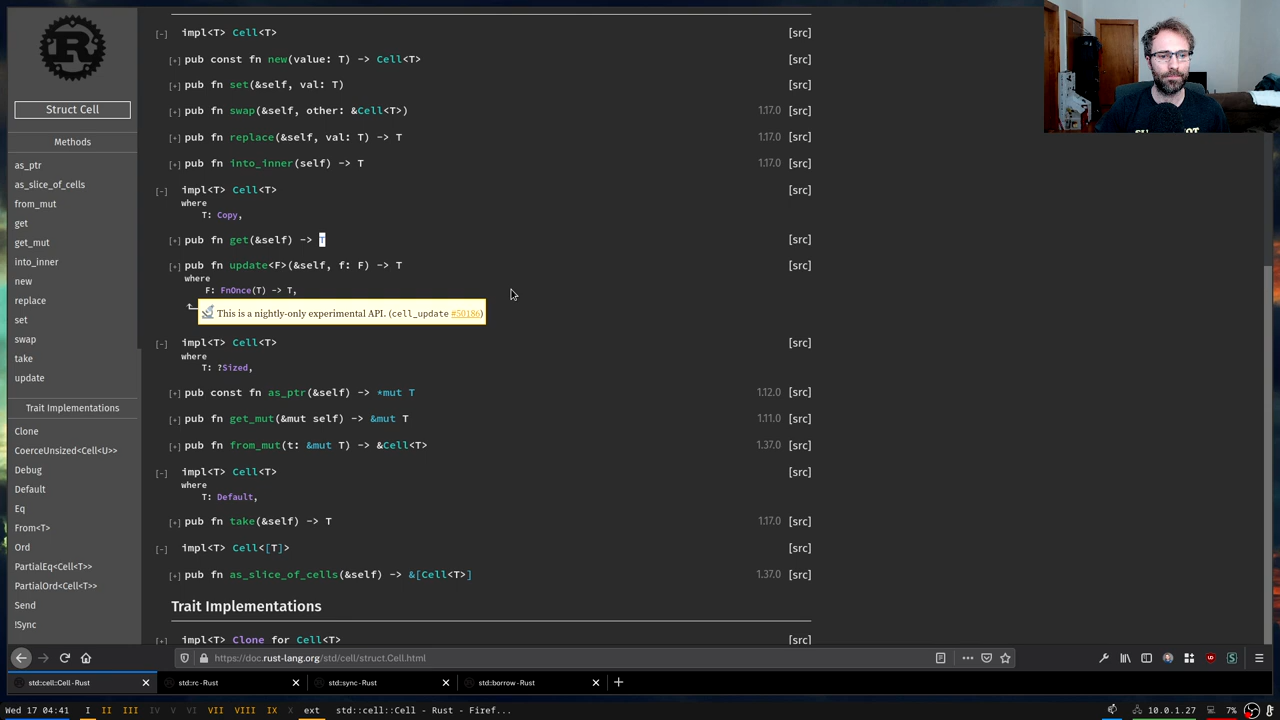 Struct Cell
Methods
as_ptr
as_slice_of_cells
from_mut
get
get_mut
into_inner
new
replace
set
swap
take
update
Trait Implementations
Clone
CoerceUnsized<Cell<U>>
Debug
Default
Eq
From<T>
Ord
PartialEq<Cell<T>>
PartialOrd<Cell<T>>
Send
!Sync
[-] impl<T> Cell<T> [src]
[+] pub const fn new(value: T) -> Cell<T> [src]
[+] pub fn set(&self, val: T) [src]
[+] pub fn swap(&self, other: &Cell<T>) 1.17.0 [src]
[+] pub fn replace(&self, val: T) -> T 1.17.0 [src]
[+] pub fn into_inner(self) -> T 1.17.0 [src]
[-] impl<T> Cell<T> [src]
where
T: Copy,
[+] pub fn get(&self) -> T [src]
[+] pub fn update<F>(&self, f: F) -> T [src]
where
F: FnOnce(T) -> T,
This is a nightly-only experimental API. (cell_update #50186)
[-] impl<T> Cell<T> [src]
where
T: ?Sized,
[+] pub const fn as_ptr(&self) -> *mut T 1.12.0 [src]
[+] pub fn get_mut(&mut self) -> &mut T 1.11.0 [src]
[+] pub fn from_mut(t: &mut T) -> &Cell<T> 1.37.0 [src]
[-] impl<T> Cell<T> [src]
where
T: Default,
[+] pub fn take(&self) -> T 1.17.0 [src]
[-] impl<T> Cell<[T]> [src]
[+] pub fn as_slice_of_cells(&self) -> &[Cell<T>] 1.37.0 [src]
Trait Implementations
[+] impl<T> Clone for Cell<T> [src]
https://doc.rust-lang.org/std/cell/struct.Cell.html
std::cell::Cell - Rust
std::rc - Rust
std::sync - Rust
std::borrow - Rust
Wed 17 04:41 I II III IV V VI VII VIII IX X ext std::cell::Cell - Rust - Firef... 10.0.1.27 7%